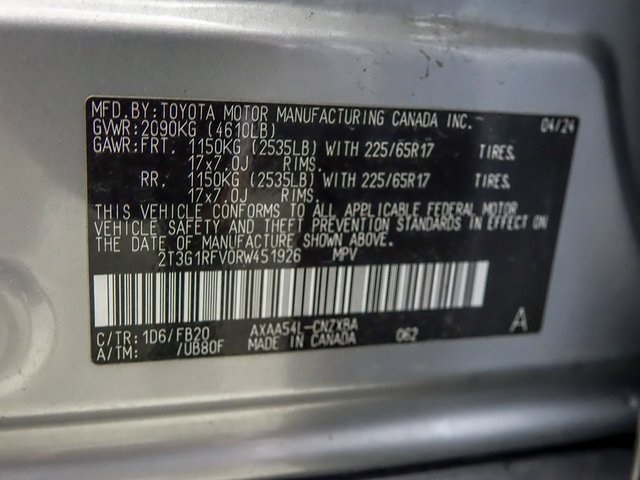 MFD.BY:TOYOTA MOTOR MANUFACTURING CANADA INC. 04/24
GVWR:2090KG (4610LB)
GAWR:FRT. 1150KG (2535LB) WITH 225/65R17 TIRES,
17x7.0J RIMS.
RR. 1150KG (2535LB) WITH 225/65R17 TIRES,
17x7.0J RIMS.
THIS VEHICLE CONFORMS TO ALL APPLICABLE FEDERAL MOTOR
VEHICLE SAFETY AND THEFT PREVENTION STANDARDS IN EFFECT ON
THE DATE OF MANUFACTURE SHOWN ABOVE.
2T3G1RFV0RW451926 MPV
C/TR:1D6/FB20 AXAA54L-CNZXBA 062 A
A/TM: /UB80F MADE IN CANADA